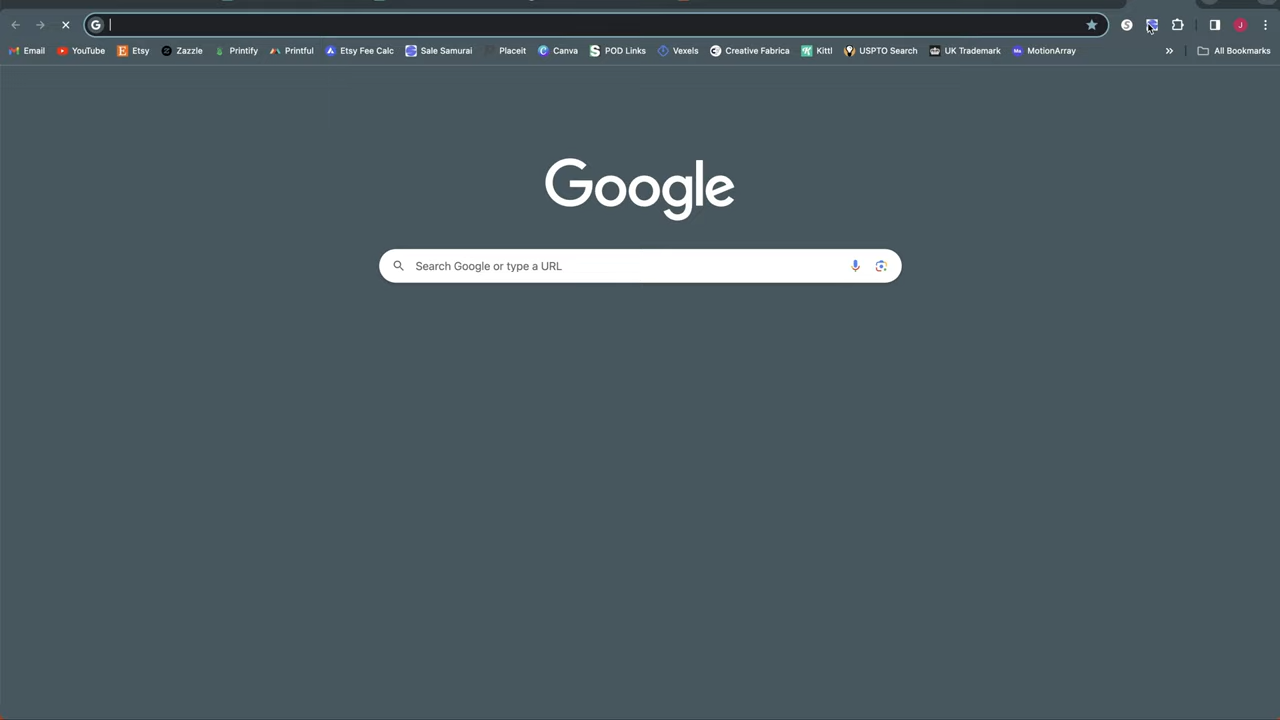 Email YouTube Etsy Zazzle Printify Printful Etsy Fee Calc Sale Samurai Placeit Canva POD Links Vexels Creative Fabrica Kittl USPTO Search UK Trademark MotionArray » All Bookmarks
Google
Search Google or type a URL